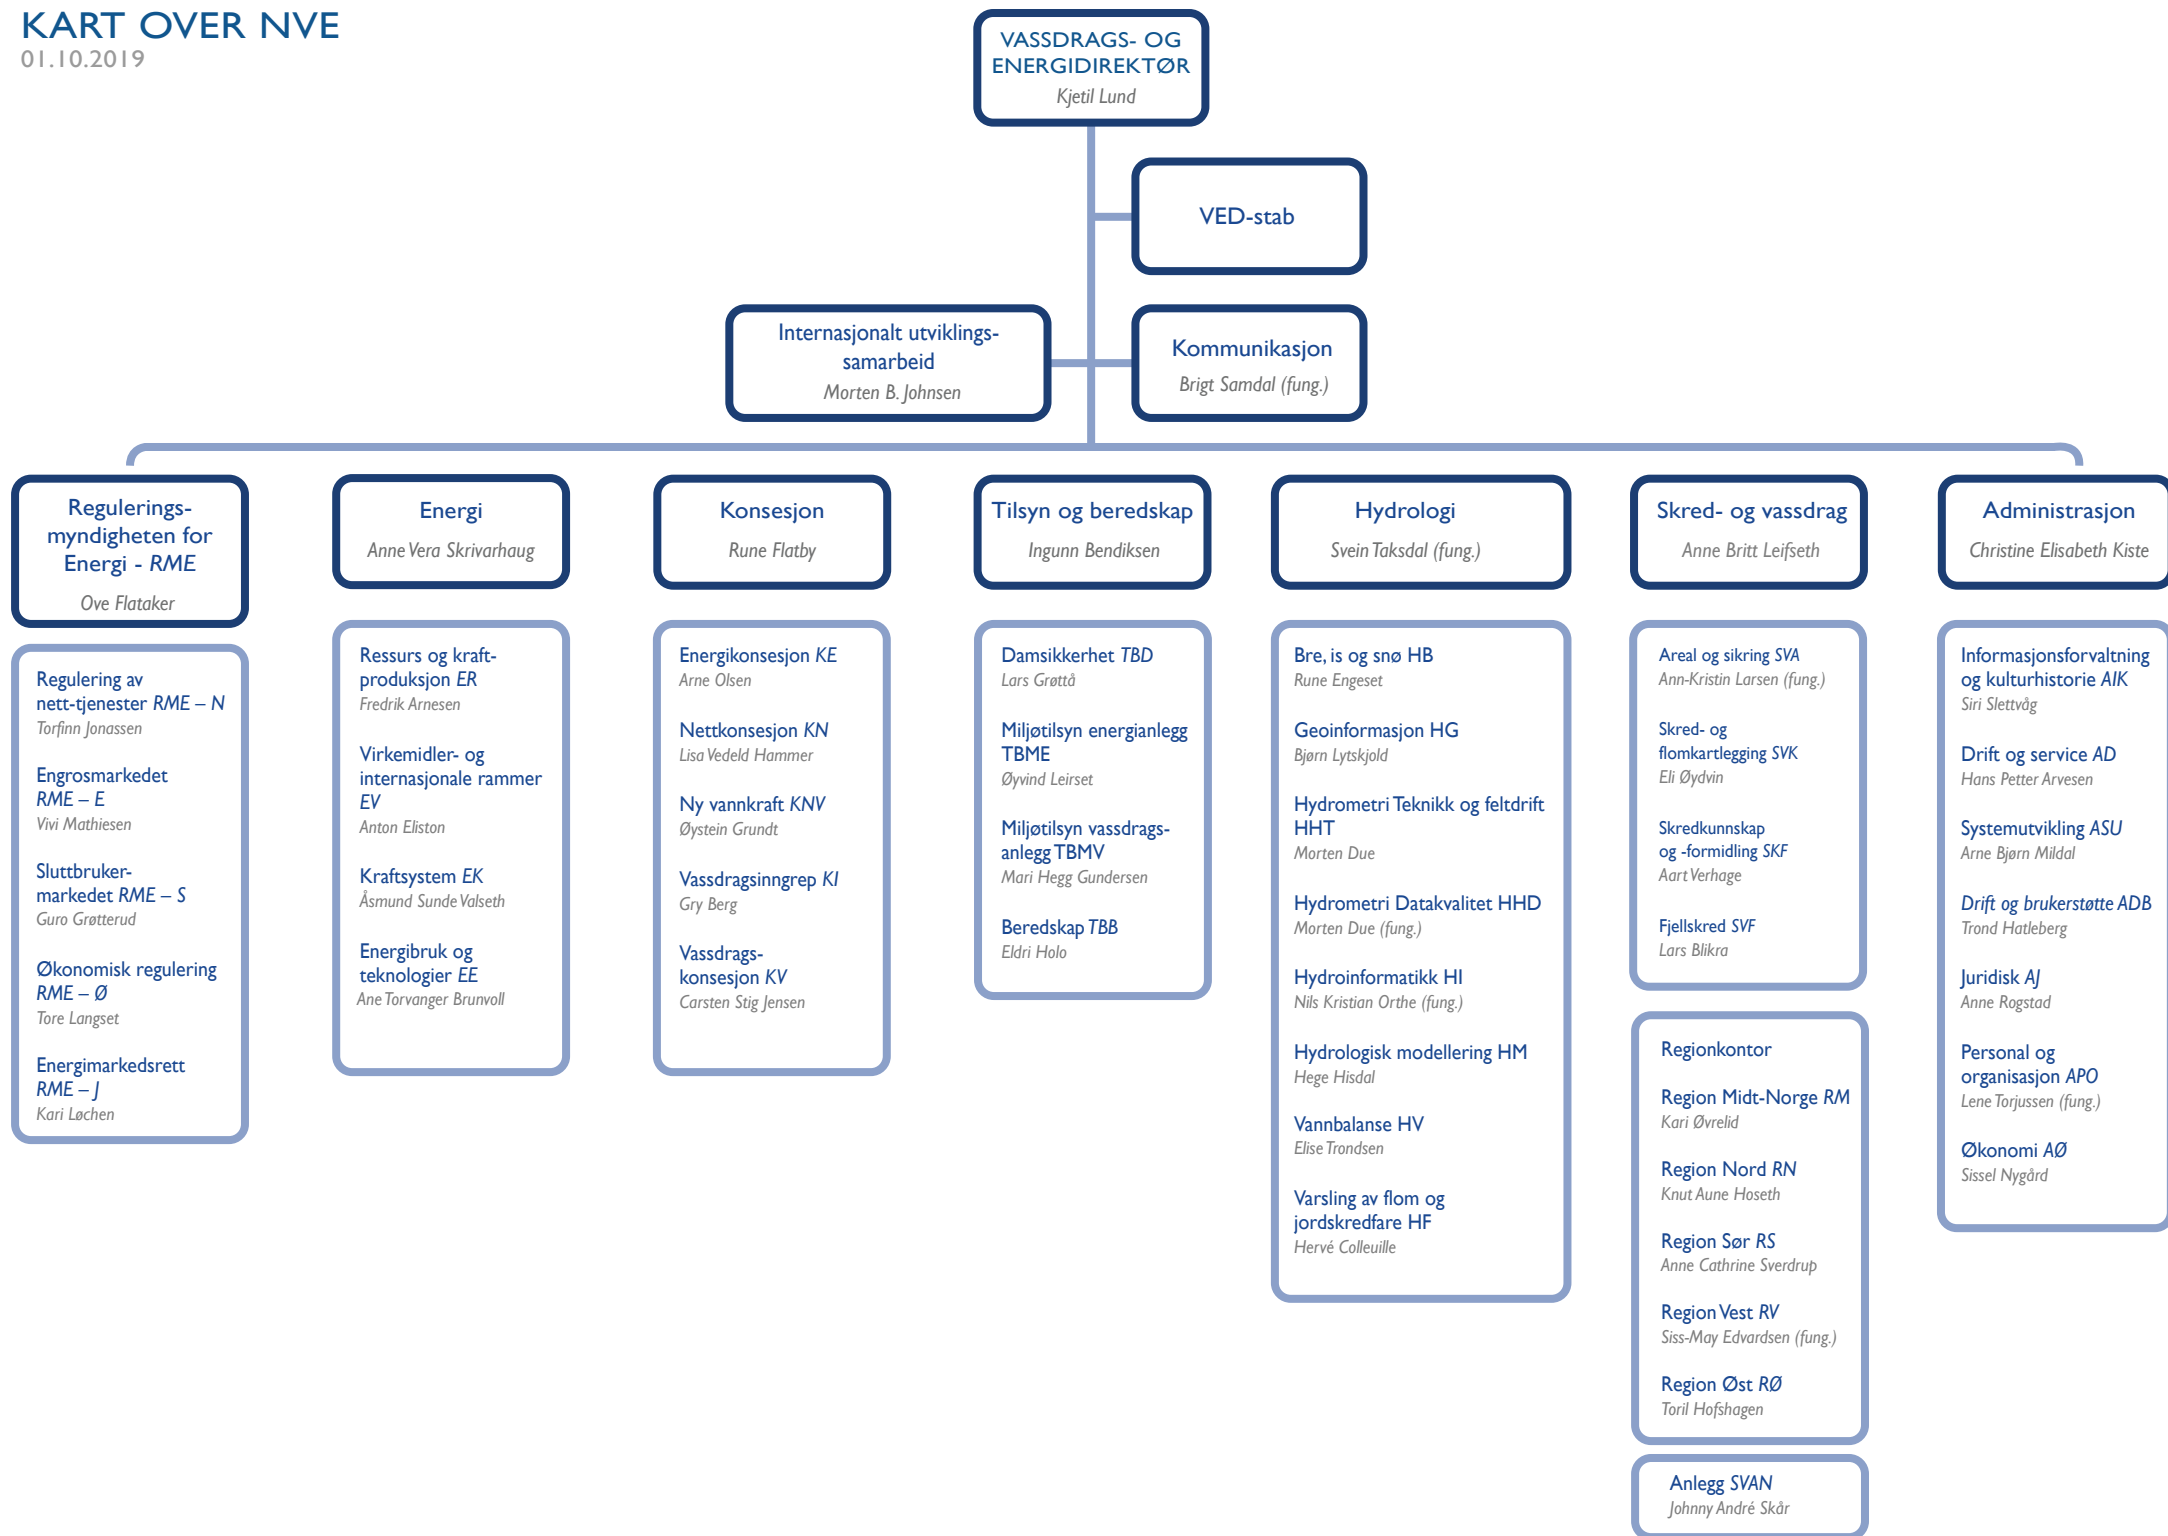 KART OVER NVE
01.10.2019
VASSDRAGS- OG
ENERGIDIREKTØR
Kjetil Lund
VED-stab
Internasjonalt utviklings-
samarbeid
Morten B. Johnsen
Kommunikasjon
Brigt Samdal (fung.)
Regulerings-
myndigheten for
Energi - RME
Ove Flataker
Regulering av
nett-tjenester RME – N
Torfinn Jonassen
Engrosmarkedet
RME – E
Vivi Mathiesen
Sluttbruker-
markedet RME – S
Guro Grøtterud
Økonomisk regulering
RME – Ø
Tore Langset
Energimarkedsrett
RME – J
Kari Løchen
Energi
Anne Vera Skrivarhaug
Ressurs og kraft-
produksjon ER
Fredrik Arnesen
Virkemidler- og
internasjonale rammer
EV
Anton Eliston
Kraftsystem EK
Åsmund Sunde Valseth
Energibruk og
teknologier EE
Ane Torvanger Brunvoll
Konsesjon
Rune Flatby
Energikonsesjon KE
Arne Olsen
Nettkonsesjon KN
Lisa Vedeld Hammer
Ny vannkraft KNV
Øystein Grundt
Vassdragsinngrep KI
Gry Berg
Vassdrags-
konsesjon KV
Carsten Stig Jensen
Tilsyn og beredskap
Ingunn Bendiksen
Damsikkerhet TBD
Lars Grøttå
Miljøtilsyn energianlegg
TBME
Øyvind Leirset
Miljøtilsyn vassdrags-
anlegg TBMV
Mari Hegg Gundersen
Beredskap TBB
Eldri Holo
Hydrologi
Svein Taksdal (fung.)
Bre, is og snø HB
Rune Engeset
Geoinformasjon HG
Bjørn Lytskjold
Hydrometri Teknikk og feltdrift
HHT
Morten Due
Hydrometri Datakvalitet HHD
Morten Due (fung.)
Hydroinformatikk HI
Nils Kristian Orthe (fung.)
Hydrologisk modellering HM
Hege Hisdal
Vannbalanse HV
Elise Trondsen
Varsling av flom og
jordskredfare HF
Hervé Colleuille
Skred- og vassdrag
Anne Britt Leifseth
Areal og sikring SVA
Ann-Kristin Larsen (fung.)
Skred- og
flomkartlegging SVK
Eli Øydvin
Skredkunnskap
og -formidling SKF
Aart Verhage
Fjellskred SVF
Lars Blikra
Regionkontor
Region Midt-Norge RM
Kari Øvrelid
Region Nord RN
Knut Aune Hoseth
Region Sør RS
Anne Cathrine Sverdrup
Region Vest RV
Siss-May Edvardsen (fung.)
Region Øst RØ
Toril Hofshagen
Anlegg SVAN
Johnny André Skår
Administrasjon
Christine Elisabeth Kiste
Informasjonsforvaltning
og kulturhistorie AIK
Siri Slettvåg
Drift og service AD
Hans Petter Arvesen
Systemutvikling ASU
Arne Bjørn Mildal
Drift og brukerstøtte ADB
Trond Hatleberg
Juridisk AJ
Anne Rogstad
Personal og
organisasjon APO
Lene Torjussen (fung.)
Økonomi AØ
Sissel Nygård